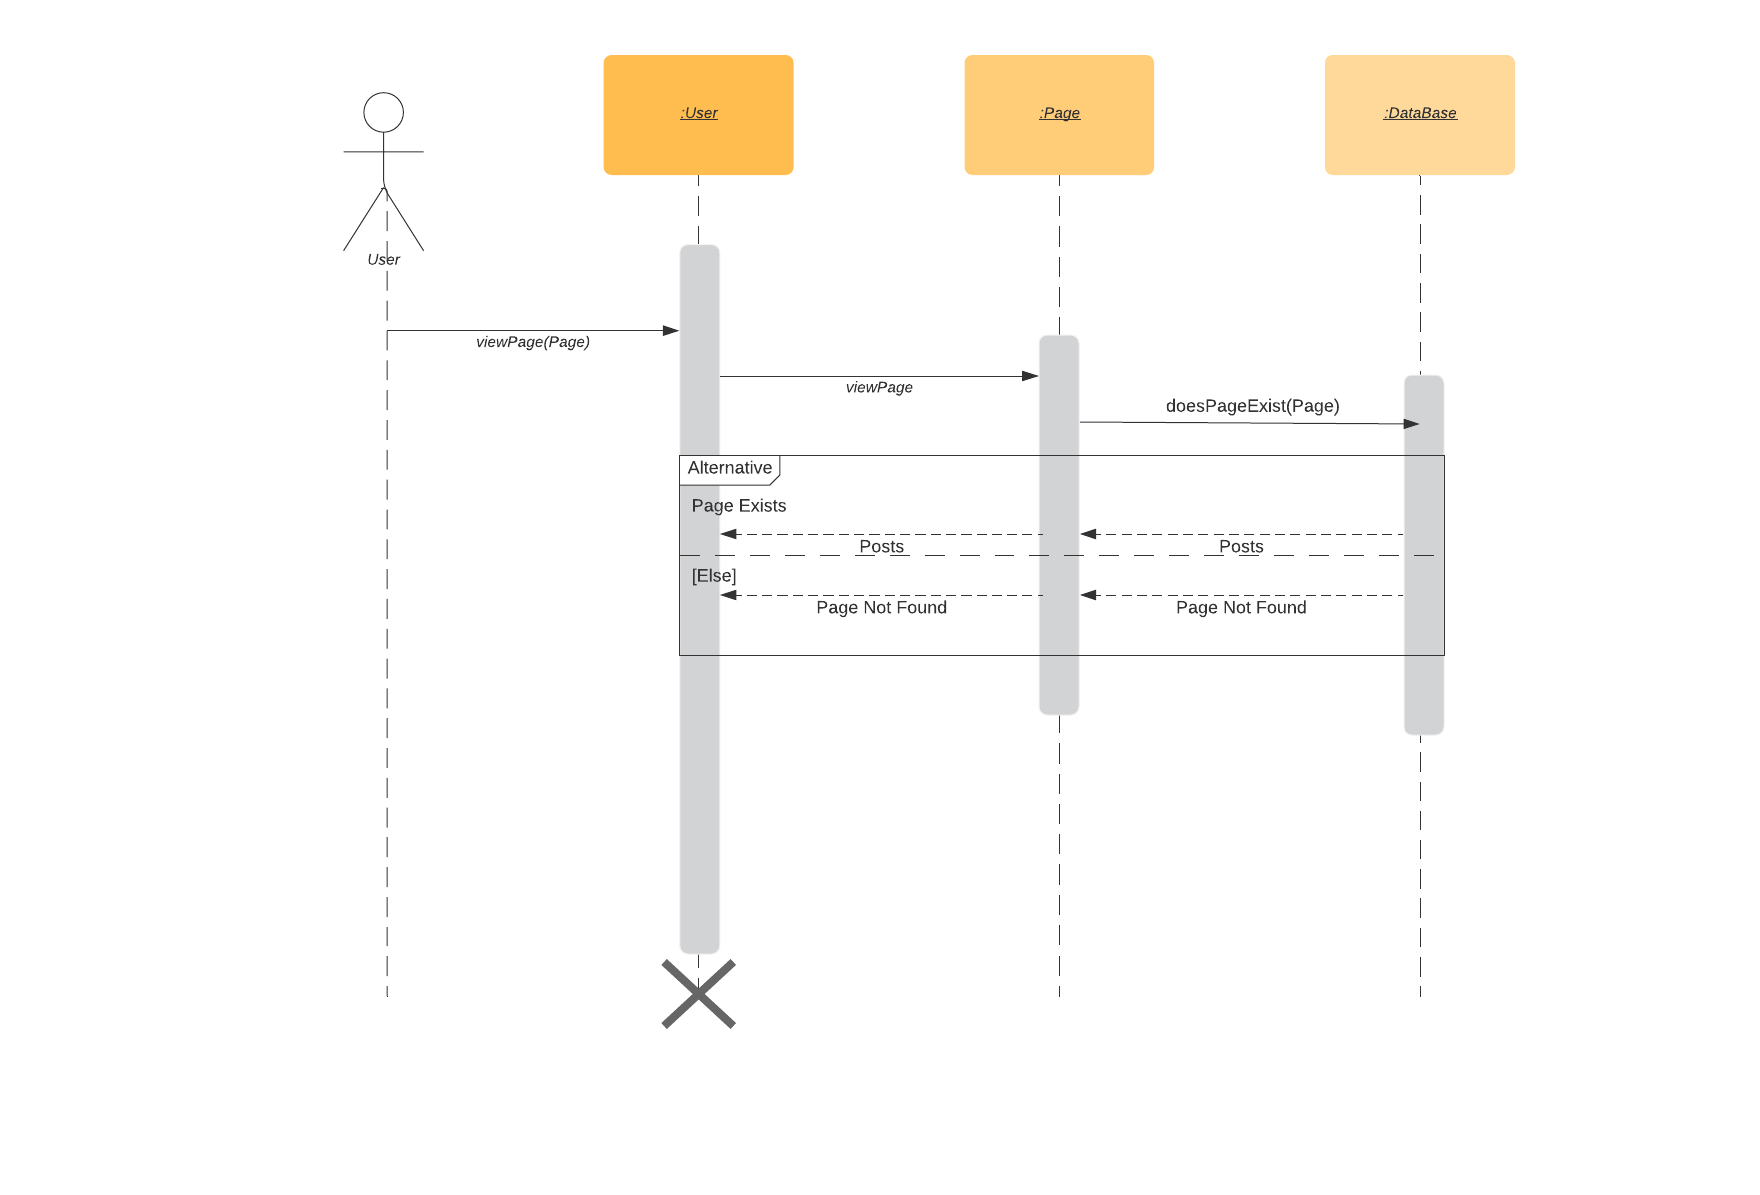 :User
:Page
:DataBase
User
viewPage(Page)
viewPage
doesPageExist(Page)
Alternative
Page Exists
Posts
Posts
[Else]
Page Not Found
Page Not Found